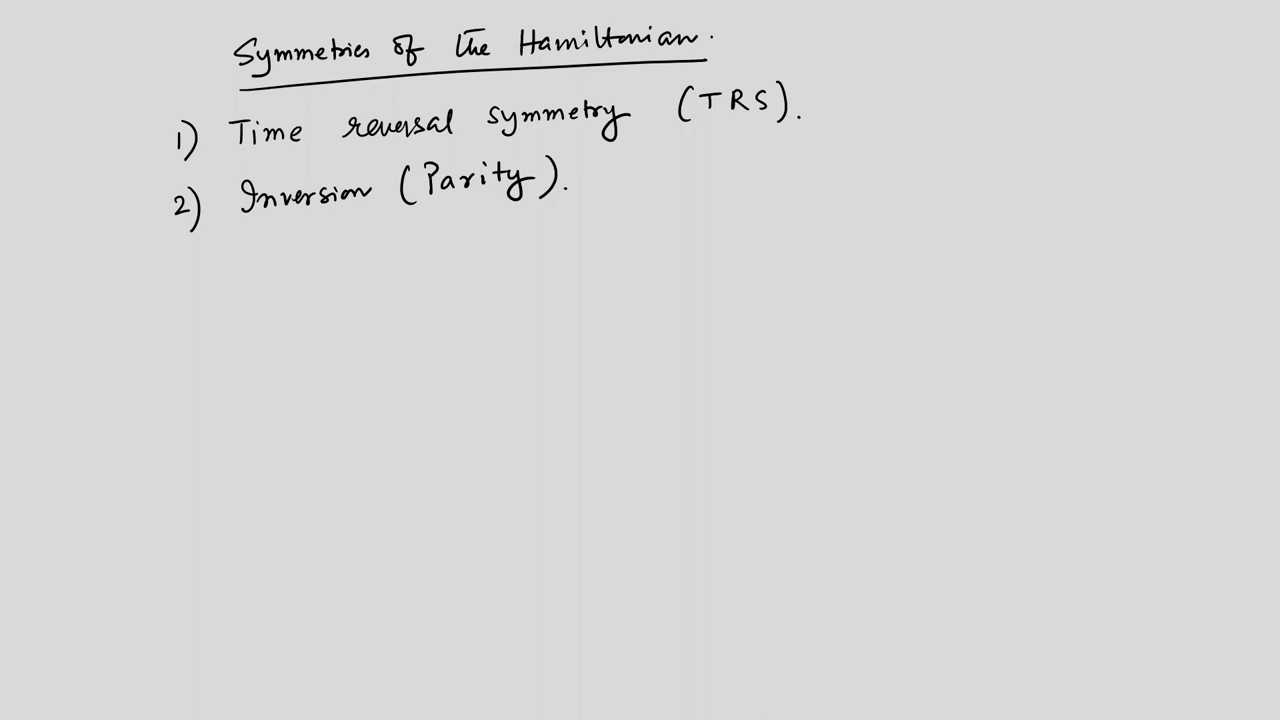 Symmetries of the Hamiltonian.
1) Time reversal symmetry (TRS).
2) Inversion (Parity).